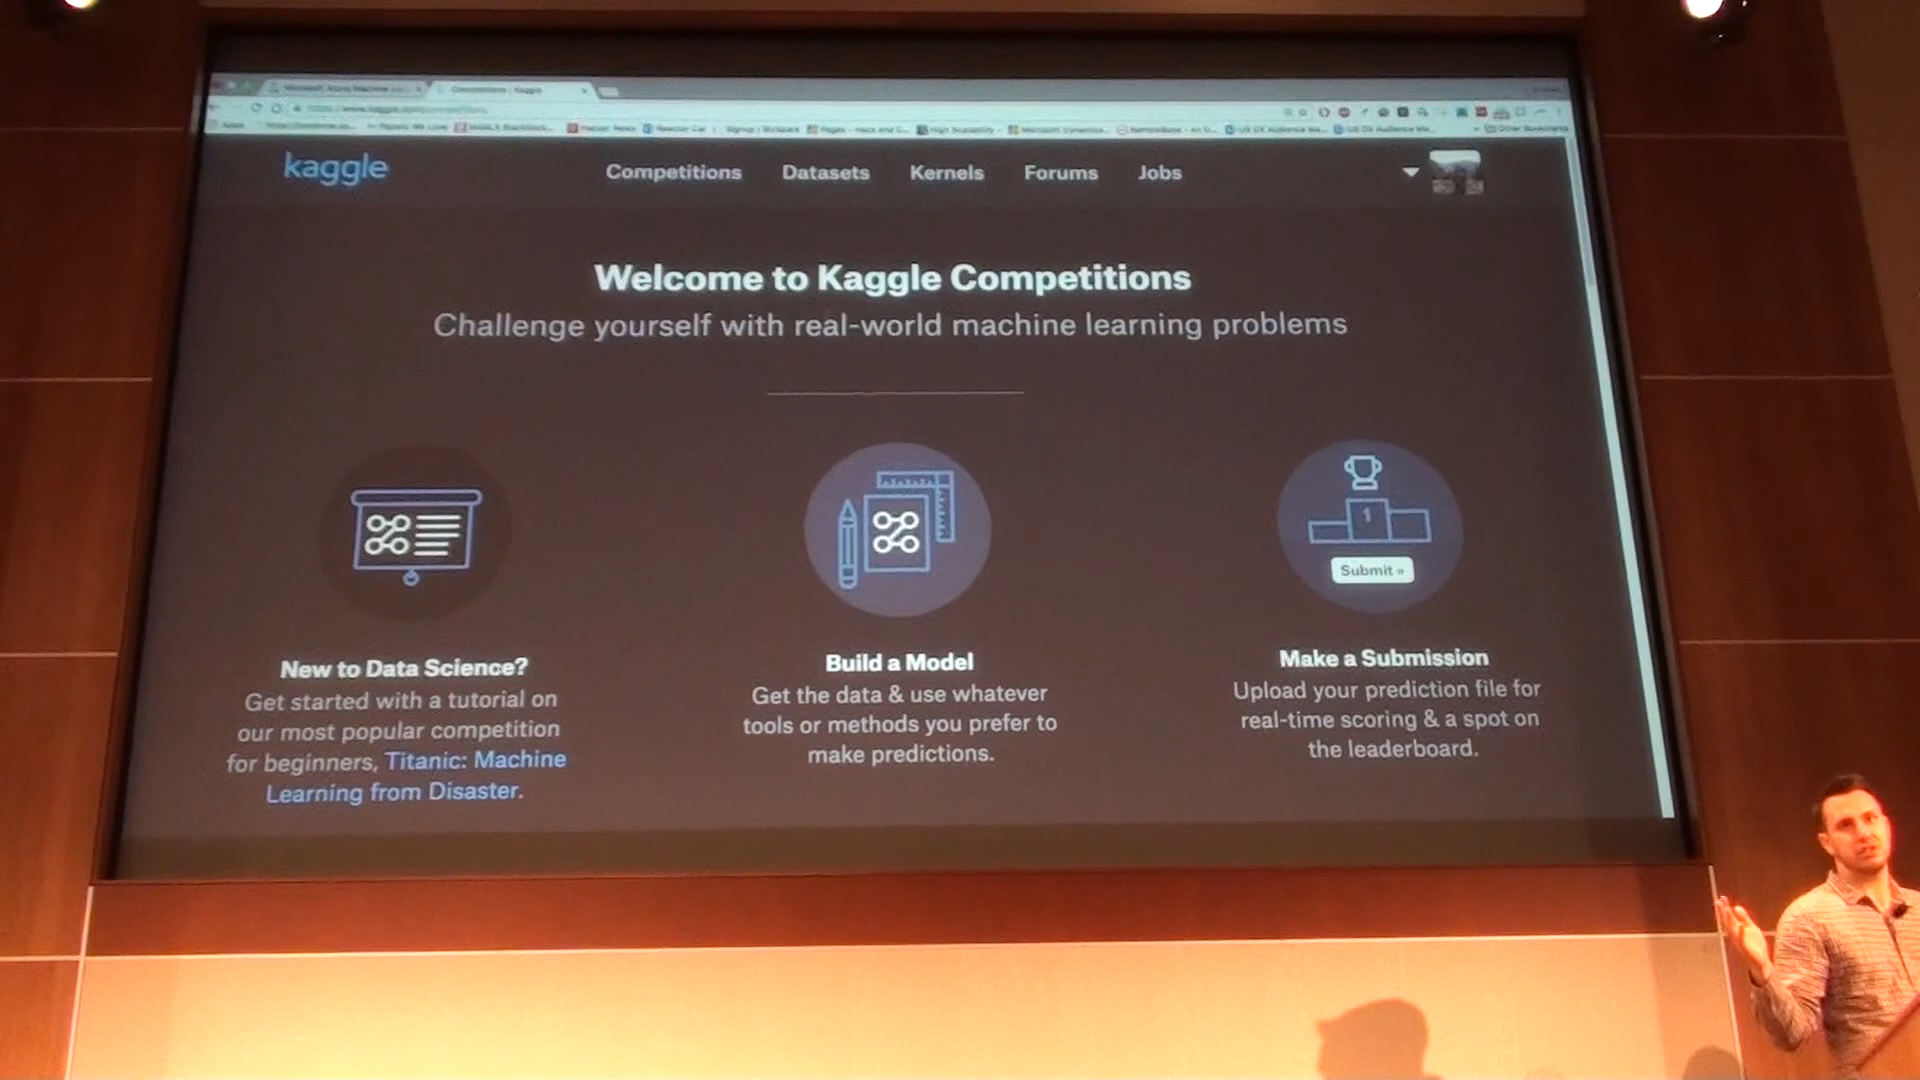 Competitions | Kaggle
kaggle
Competitions
Datasets
Kernels
Forums
Jobs
Welcome to Kaggle Competitions
Challenge yourself with real-world machine learning problems
1
Submit »
New to Data Science?
Get started with a tutorial on
our most popular competition
for beginners, Titanic: Machine
Learning from Disaster.
Build a Model
Get the data & use whatever
tools or methods you prefer to
make predictions.
Make a Submission
Upload your prediction file for
real-time scoring & a spot on
the leaderboard.